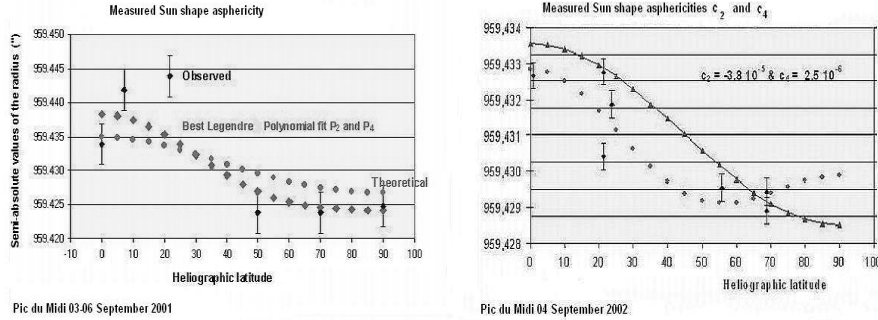 Measured Sun shape asphericity
Semi-absolute values of the radius (")
959.450
959.445
959.440
959.435
959.430
959.425
959.420
Observed
Best Legendre Polynomial fit P2 and P4
Theoretical
-10 0 10 20 30 40 50 60 70 80 90 100
Heliographic latitude
Pic du Midi 03-06 September 2001
Measured Sun shape asphericities c2 and c4
959,434
959,433
959,432
959,431
959,430
959,429
959,428
c2 = -3.8 10-5 & c4 = 2.5 10-6
0 10 20 30 40 50 60 70 80 90 100
Heliographic latitude
Pic du Midi 04 September 2002